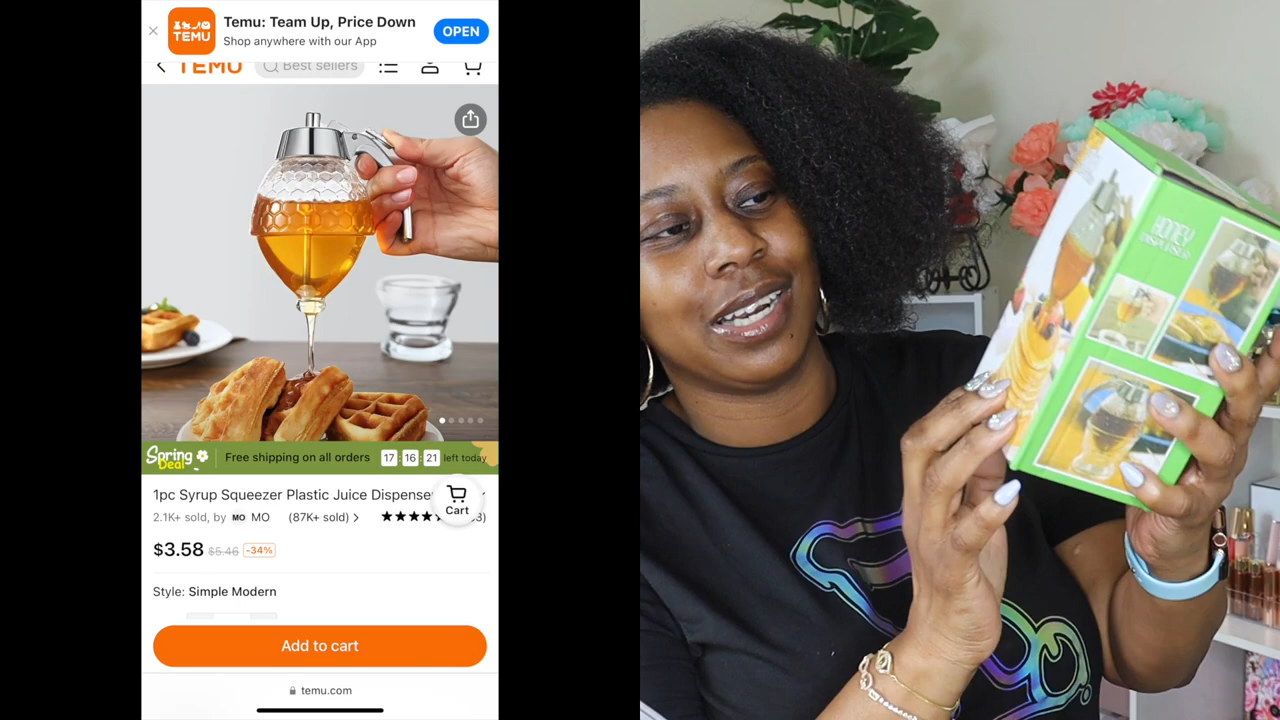 Temu: Team Up, Price Down
TEMU
Shop anywhere with our App
OPEN
TEMU
Best sellers
Spring
Deal
Free shipping on all orders 17 16 21 left today
1pc Syrup Squeezer Plastic Juice Dispense
Cart
2.1K+ sold, by MO MO (87K+ sold)
$3.58 $5.46 -34%
Style: Simple Modern
Add to cart
temu.com
HONEY
DISPENSER